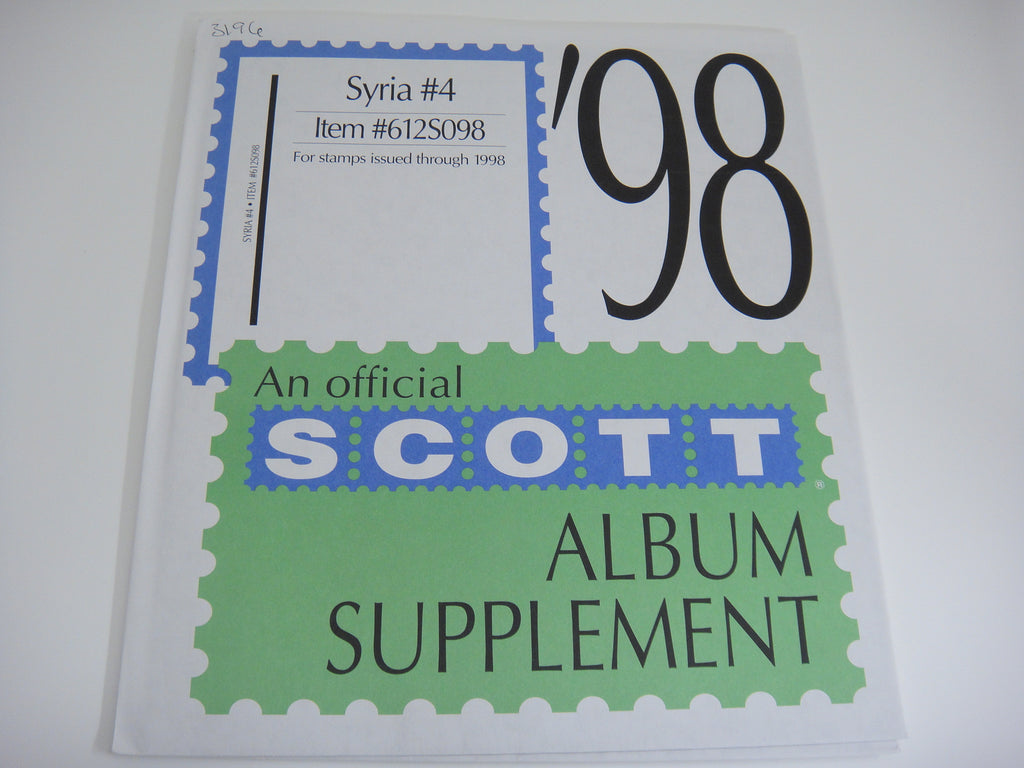 3196
Syria #4
Item #612S098
For stamps issued through 1998
SYRIA #4 • ITEM #612S098
'98
An official
SCOTT®
ALBUM
SUPPLEMENT